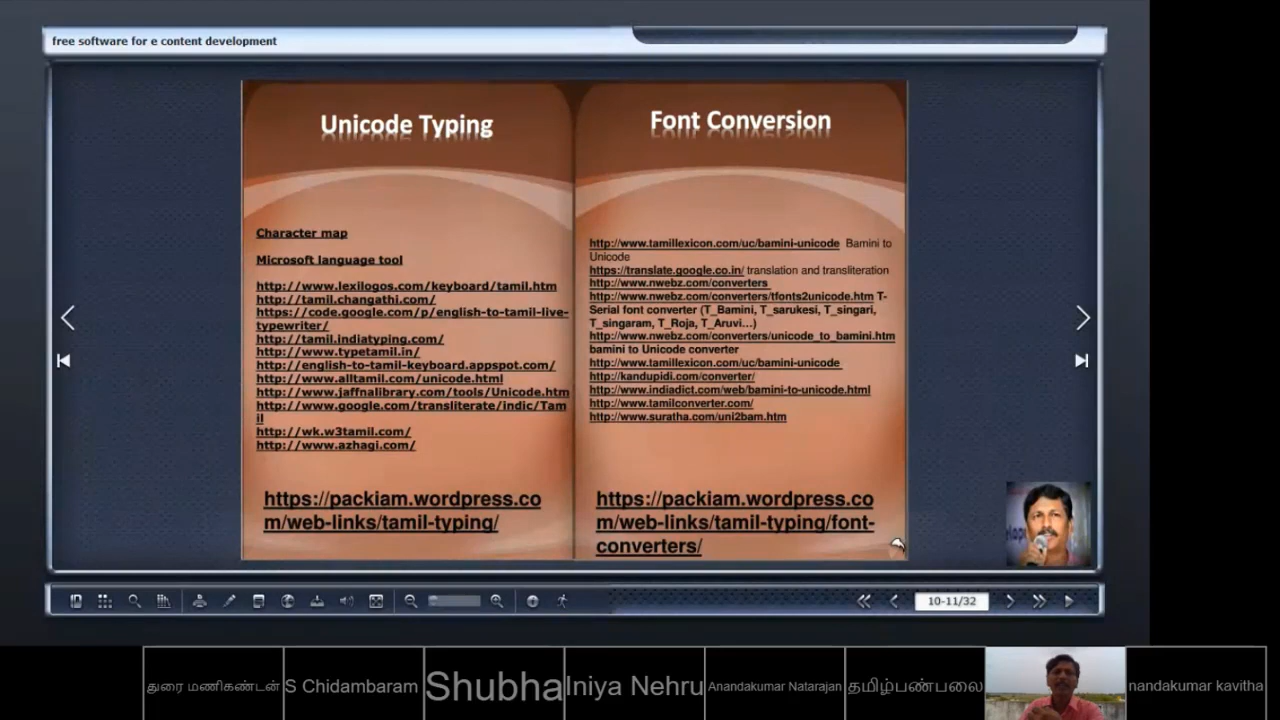 free software for e content development
Unicode Typing
Character map
Microsoft language tool
http://www.lexilogos.com/keyboard/tamil.htm
http://tamil.changathi.com/
https://code.google.com/p/english-to-tamil-live-
typewriter/
http://tamil.indiatyping.com/
http://www.typetamil.in/
http://english-to-tamil-keyboard.appspot.com/
http://www.alltamil.com/unicode.html
http://www.jaffnalibrary.com/tools/Unicode.htm
http://www.google.com/transliterate/indic/Tam
il
http://wk.w3tamil.com/
http://www.azhagi.com/
https://packiam.wordpress.co
m/web-links/tamil-typing/
Font Conversion
http://www.tamillexicon.com/uc/bamini-unicode Bamini to
Unicode
https://translate.google.co.in/ translation and transliteration
http://www.nwebz.com/converters
http://www.nwebz.com/converters/tfonts2unicode.htm T-
Serial font converter (T_Bamini, T_sarukesi, T_singari,
T_singaram, T_Roja, T_Aruvi...)
http://www.nwebz.com/converters/unicode_to_bamini.htm
bamini to Unicode converter
http://www.tamillexicon.com/uc/bamini-unicode
http://kandupidi.com/converter/
http://www.indiadict.com/web/bamini-to-unicode.html
http://www.tamilconverter.com/
http://www.suratha.com/uni2bam.htm
https://packiam.wordpress.co
m/web-links/tamil-typing/font-
converters/
10-11/32
துரை மணிகண்டன்
S Chidambaram
Shubha
Iniya Nehru
Anandakumar Natarajan
தமிழ்பண்பலை
nandakumar kavitha